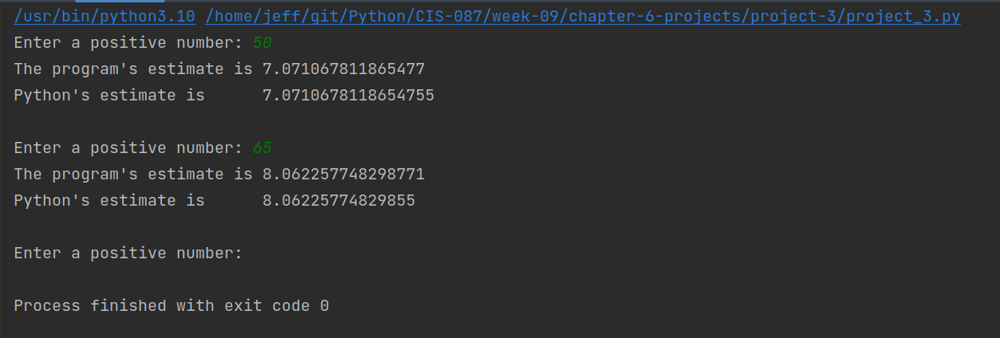 /usr/bin/python3.10 /home/jeff/git/Python/CIS-087/week-09/chapter-6-projects/project-3/project_3.py
Enter a positive number: 50
The program's estimate is 7.071067811865477
Python's estimate is      7.0710678118654755
Enter a positive number: 65
The program's estimate is 8.062257748298771
Python's estimate is      8.06225774829855
Enter a positive number:
Process finished with exit code 0